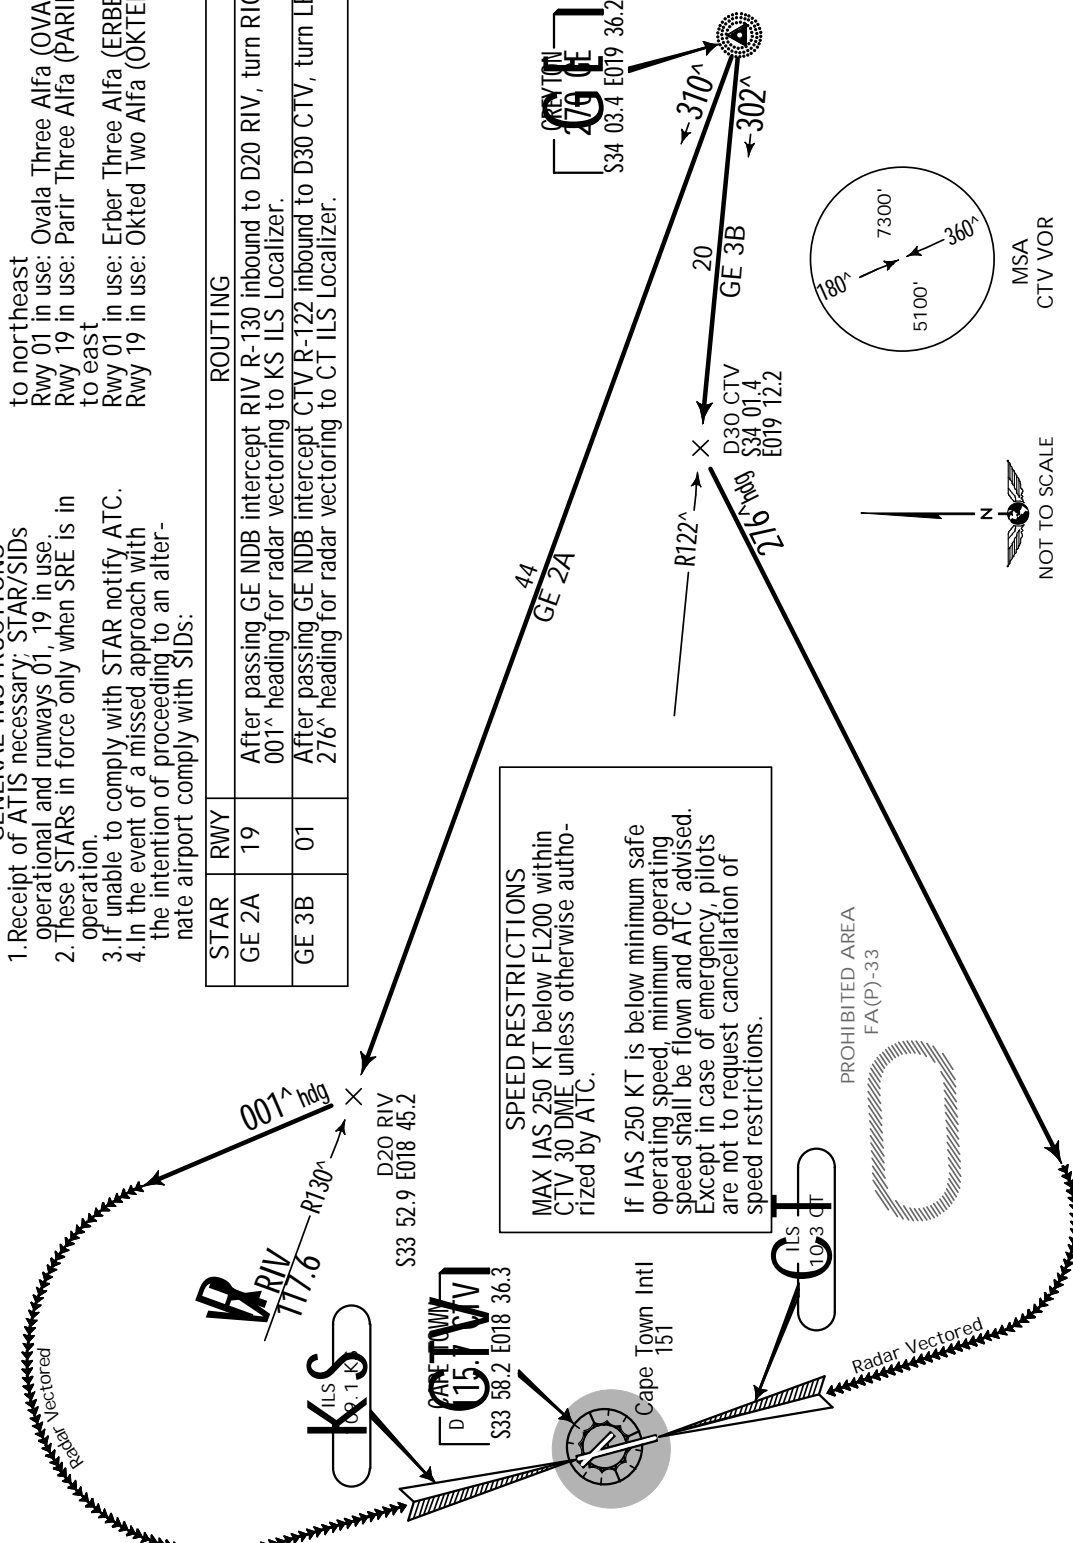 1.Receipt of ATIS necessary; STAR/SIDs
operational and runways 01, 19 in use.
2.These STARs in force only when SRE is in
operation.
3.If unable to comply with STAR notify ATC.
4.In the event of a missed approach with
the intention of proceeding to an alter-
nate airport comply with SIDs:
to northeast
Rwy 01 in use: Ovala Three Alfa (OVA
Rwy 19 in use: Parir Three Alfa (PARI
to east
Rwy 01 in use: Erber Three Alfa (ERBE
Rwy 19 in use: Okted Two Alfa (OKTE
STAR RWY ROUTING
GE 2A 19 After passing GE NDB intercept RIV R-130 inbound to D20 RIV, turn RIG
001^ heading for radar vectoring to KS ILS Localizer.
GE 3B 01 After passing GE NDB intercept CTV R-122 inbound to D30 CTV, turn LE
276^ heading for radar vectoring to CT ILS Localizer.
Radar Vectored
001^ hdg
R130^
RIV
117.6
D20 RIV
S33 52.9 E018 45.2
44
GE 2A
GREYTON
270 GE
S34 03.4 E019 36.2
310^
302^
20
GE 3B
D30 CTV
S34 01.4
E019 12.2
R122^
276^ hdg
KS
ILS
CAPE TOWN
D 115.7 CTV
CTV
S33 58.2 E018 36.3
Cape Town Intl
151
SPEED RESTRICTIONS
MAX IAS 250 KT below FL200 within
CTV 30 DME unless otherwise autho-
rized by ATC.
If IAS 250 KT is below minimum safe
operating speed, minimum operating
speed shall be flown and ATC advised.
Except in case of emergency, pilots
are not to request cancellation of
speed restrictions.
CT
ILS
110.3 CT
PROHIBITED AREA
FA(P)-33
Radar Vectored
180^
7300'
5100'
360^
MSA
CTV VOR
N
NOT TO SCALE